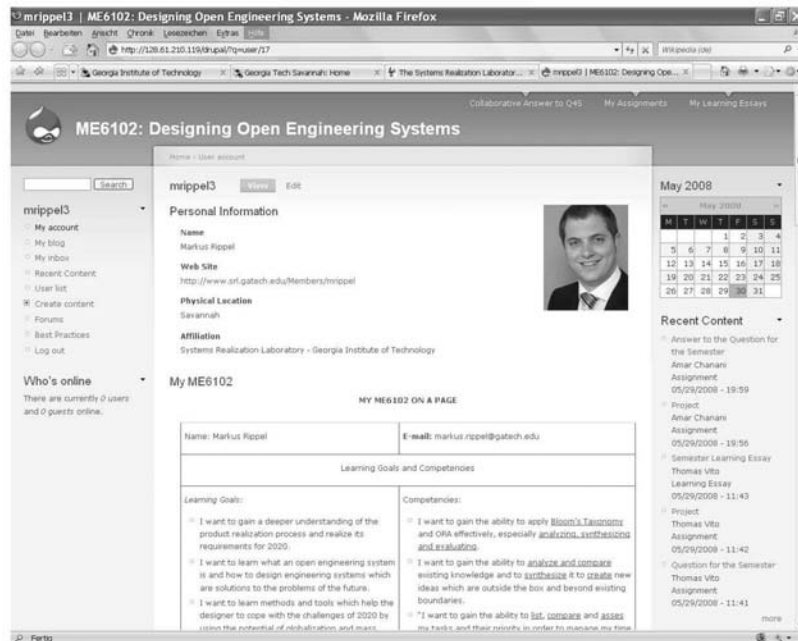 mrippel3 | ME6102: Designing Open Engineering Systems - Mozilla Firefox
Datei Bearbeiten Ansicht Chronik Lesezeichen Extras Hilfe
http://128.61.210.119/drupal/?q=user/17
Wikipedia (de)
Georgia Institute of Technology
Georgia Tech Savannah: Home
The Systems Realization Laborator...
mrippel3 | ME6102: Designing Ope...
Collaborative Answer to Q4S My Assignments My Learning Essays
ME6102: Designing Open Engineering Systems
Home › User account
Search
mrippel3
My account
My blog
My inbox
Recent Content
User list
Create content
Forums
Best Practices
Log out
Who's online
There are currently 0 users
and 0 guests online.
mrippel3 View Edit
Personal Information
Name
Markus Rippel
Web Site
http://www.srl.gatech.edu/Members/mrippel
Physical Location
Savannah
Affiliation
Systems Realization Laboratory - Georgia Institute of Technology
My ME6102
MY ME6102 ON A PAGE
Name: Markus Rippel
E-mail: markus.rippel@gatech.edu
Learning Goals and Competencies
Learning Goals:
I want to gain a deeper understanding of the
product realization process and realize its
requirements for 2020.
I want to learn what an open engineering system
is and how to design engineering systems which
are solutions to the problems of the future.
I want to learn methods and tools which help the
designer to cope with the challenges of 2020 by
using the potential of globalization and mass
Competencies:
I want to gain the ability to apply Bloom's Taxonomy
and ORA effectively, especially analyzing, synthesizing
and evaluating.
I want to gain the ability to analyze and compare
existing knowledge and to synthesize it to create new
ideas which are outside the box and beyond existing
boundaries.
"I want to gain the ability to list, compare and asses
my tasks and their priority in order to manage my time
May 2008
« May 2008 »
M T W T F S S
1 2 3 4
5 6 7 8 9 10 11
12 13 14 15 16 17 18
19 20 21 22 23 24 25
26 27 28 29 30 31
Recent Content
Answer to the Question for
the Semester
Amar Chanani
Assignment
05/29/2008 - 19:59
Project
Amar Chanani
Assignment
05/29/2008 - 19:56
Semester Learning Essay
Thomas Vito
Learning Essay
05/29/2008 - 11:43
Project
Thomas Vito
Assignment
05/29/2008 - 11:42
Question for the Semester
Thomas Vito
Assignment
05/29/2008 - 11:41
more
Fertig